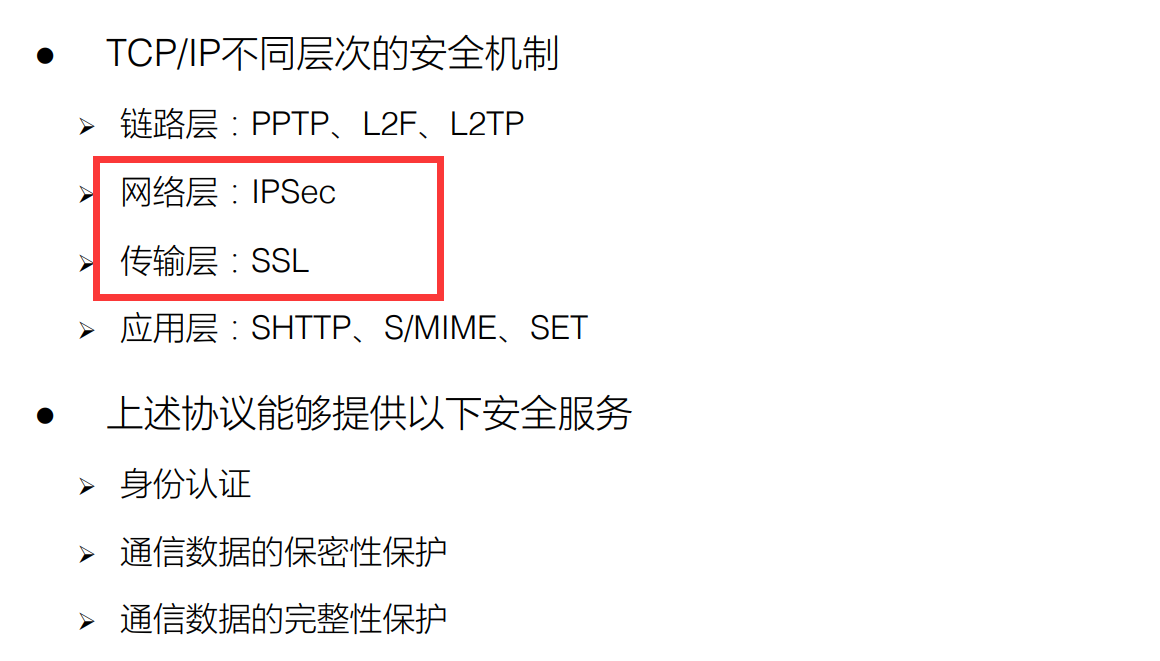 ● TCP/IP不同层次的安全机制
➢ 链路层：PPTP、L2F、L2TP
➢ 网络层：IPSec
➢ 传输层：SSL
➢ 应用层：SHTTP、S/MIME、SET
● 上述协议能够提供以下安全服务
➢ 身份认证
➢ 通信数据的保密性保护
➢ 通信数据的完整性保护